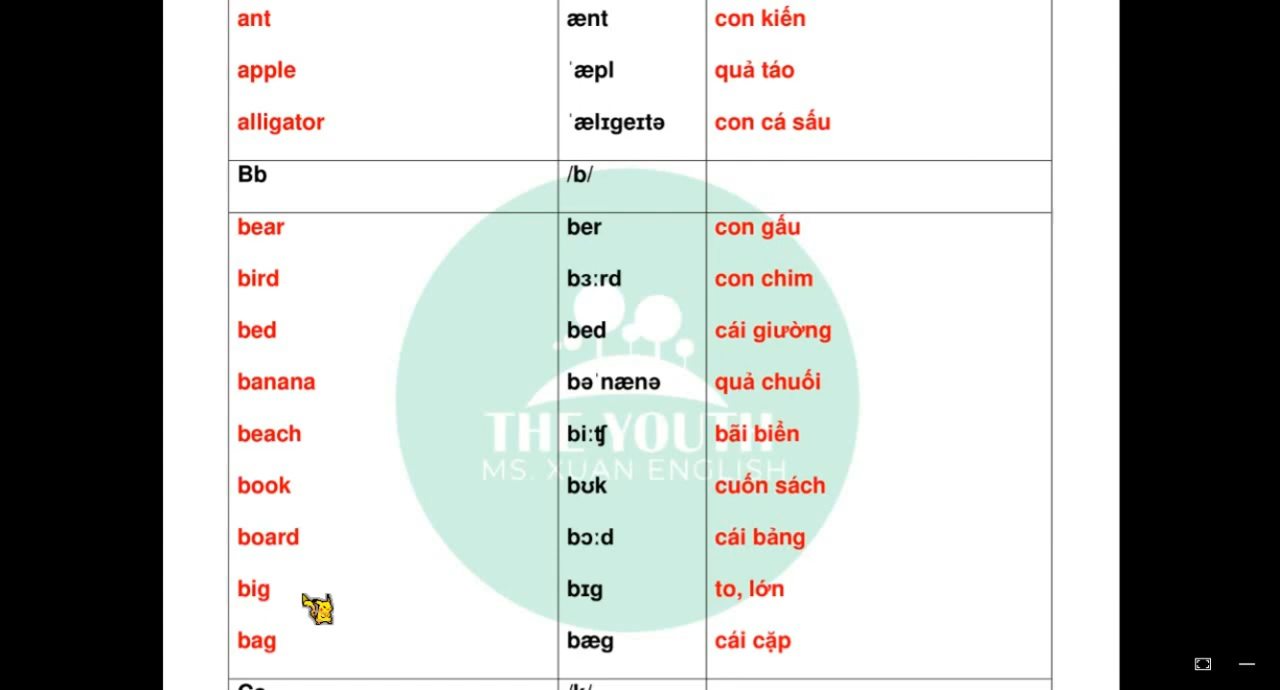 ant ænt con kiến
apple ˈæpl quả táo
alligator ˈælɪɡeɪtə con cá sấu
Bb /b/
bear ber con gấu
bird bɜːrd con chim
bed bed cái giường
banana bəˈnænə quả chuối
beach biːʧ bãi biển
THE YOUTH
MS. XUAN ENGLISH
book bʊk cuốn sách
board bɔːd cái bảng
big bɪg to, lớn
bag bæg cái cặp